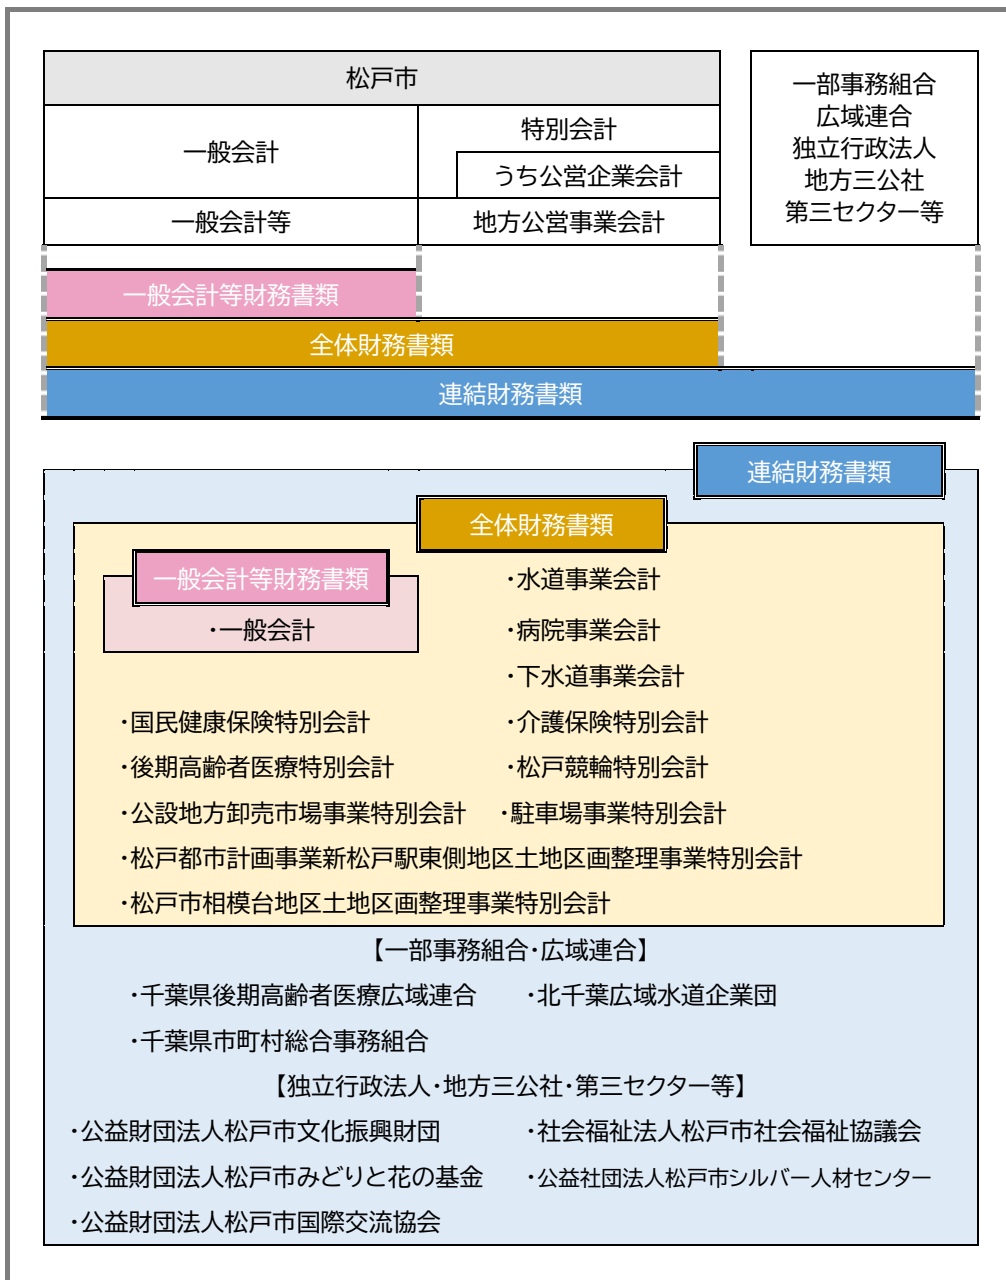 松戸市
一般会計
特別会計
うち公営企業会計
一般会計等
地方公営事業会計
一部事務組合
広域連合
独立行政法人
地方三公社
第三セクター等
一般会計等財務書類
全体財務書類
連結財務書類
連結財務書類
全体財務書類
一般会計等財務書類
・一般会計
・水道事業会計
・病院事業会計
・下水道事業会計
・国民健康保険特別会計 ・介護保険特別会計
・後期高齢者医療特別会計 ・松戸競輪特別会計
・公設地方卸売市場事業特別会計 ・駐車場事業特別会計
・松戸都市計画事業新松戸駅東側地区土地区画整理事業特別会計
・松戸市相模台地区土地区画整理事業特別会計
【一部事務組合・広域連合】
・千葉県後期高齢者医療広域連合 ・北千葉広域水道企業団
・千葉県市町村総合事務組合
【独立行政法人・地方三公社・第三セクター等】
・公益財団法人松戸市文化振興財団 ・社会福祉法人松戸市社会福祉協議会
・公益財団法人松戸市みどりと花の基金 ・公益社団法人松戸市シルバー人材センター
・公益財団法人松戸市国際交流協会